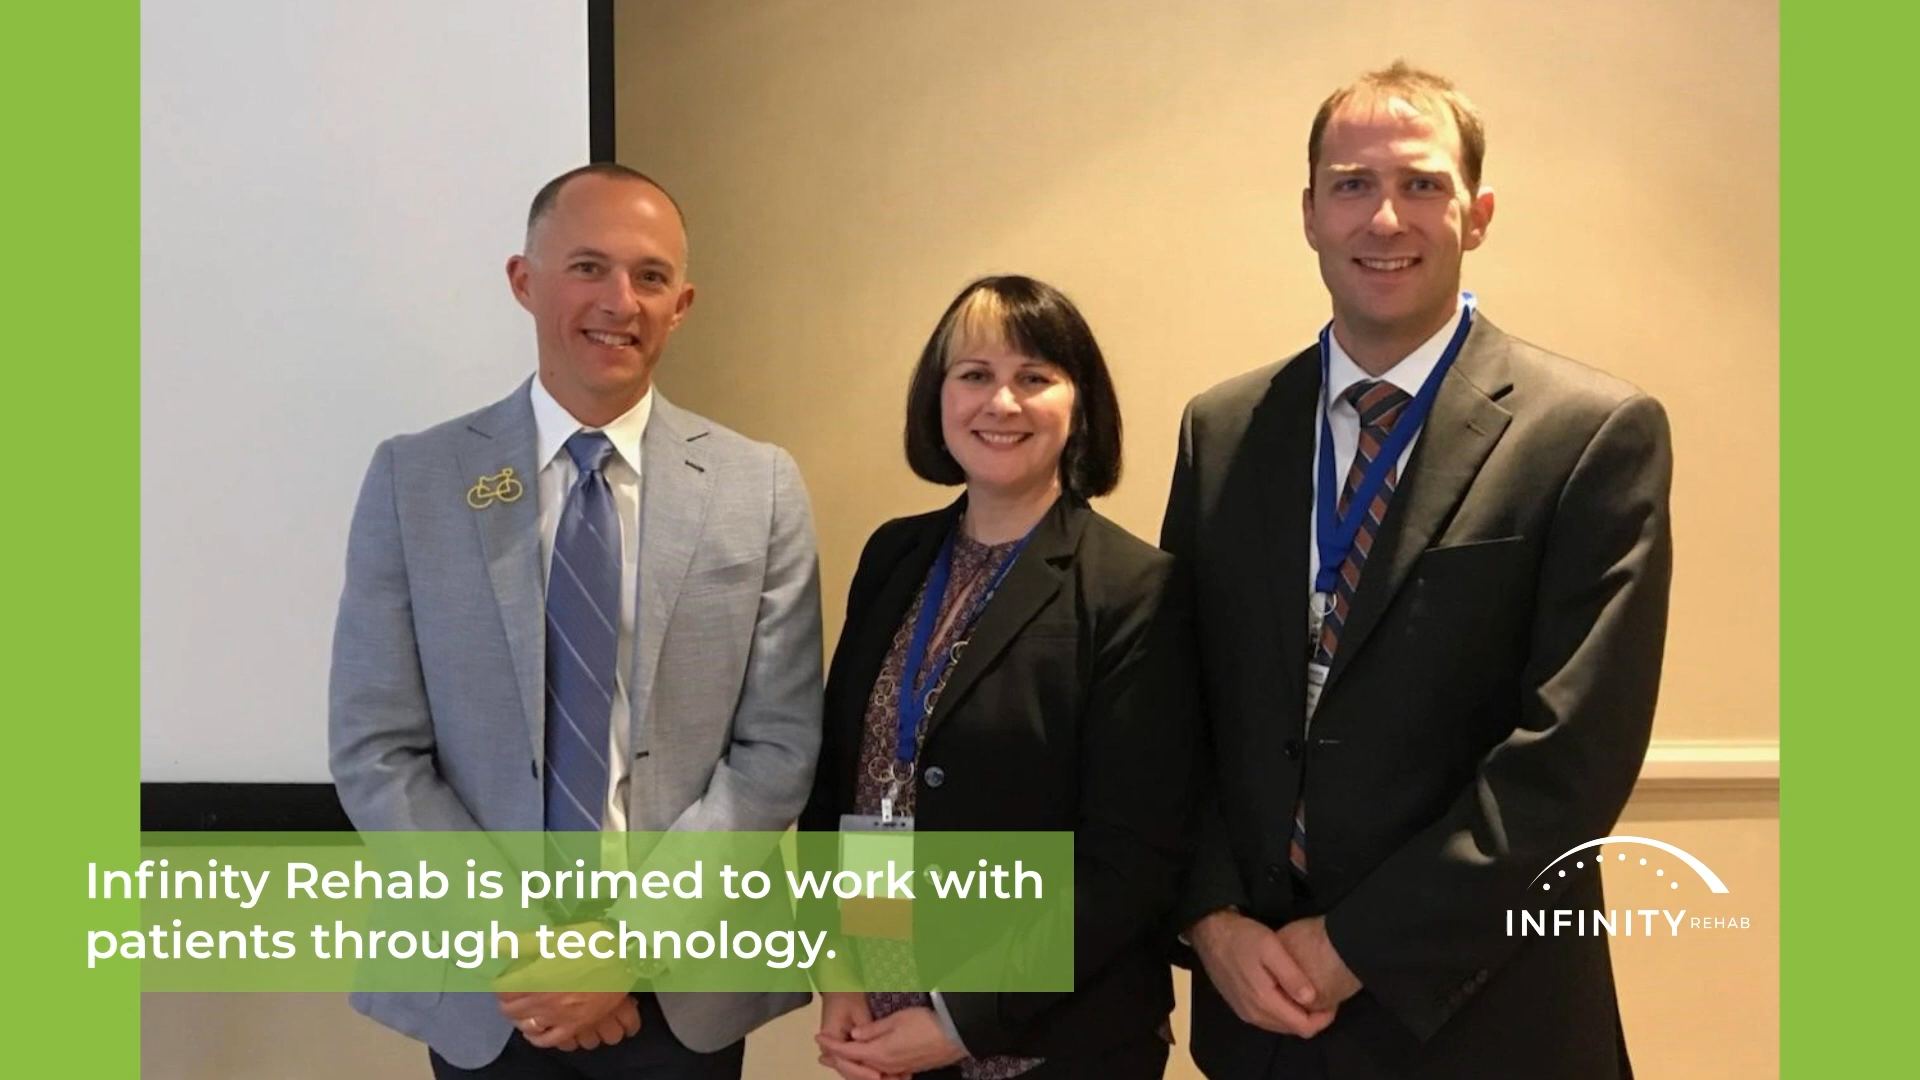 Infinity Rehab is primed to work with
patients through technology.
INFINITY REHAB